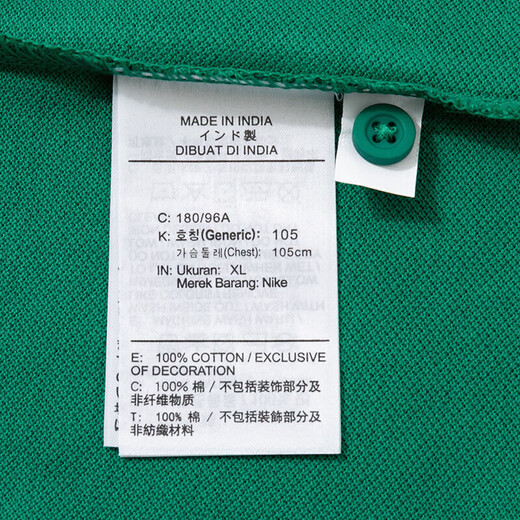 MADE IN INDIA
インド製
DIBUAT DI INDIA
C: 180/96A
K: 호칭(Generic): 105
가슴둘레(Chest): 105cm
IN: Ukuran: XL
Merek Barang: Nike
E: 100% COTTON / EXCLUSIVE
OF DECORATION
C: 100% 棉 / 不包括装饰部分及
非纤维物质
T: 100% 棉 / 不包括裝飾部分及
非紡織材料